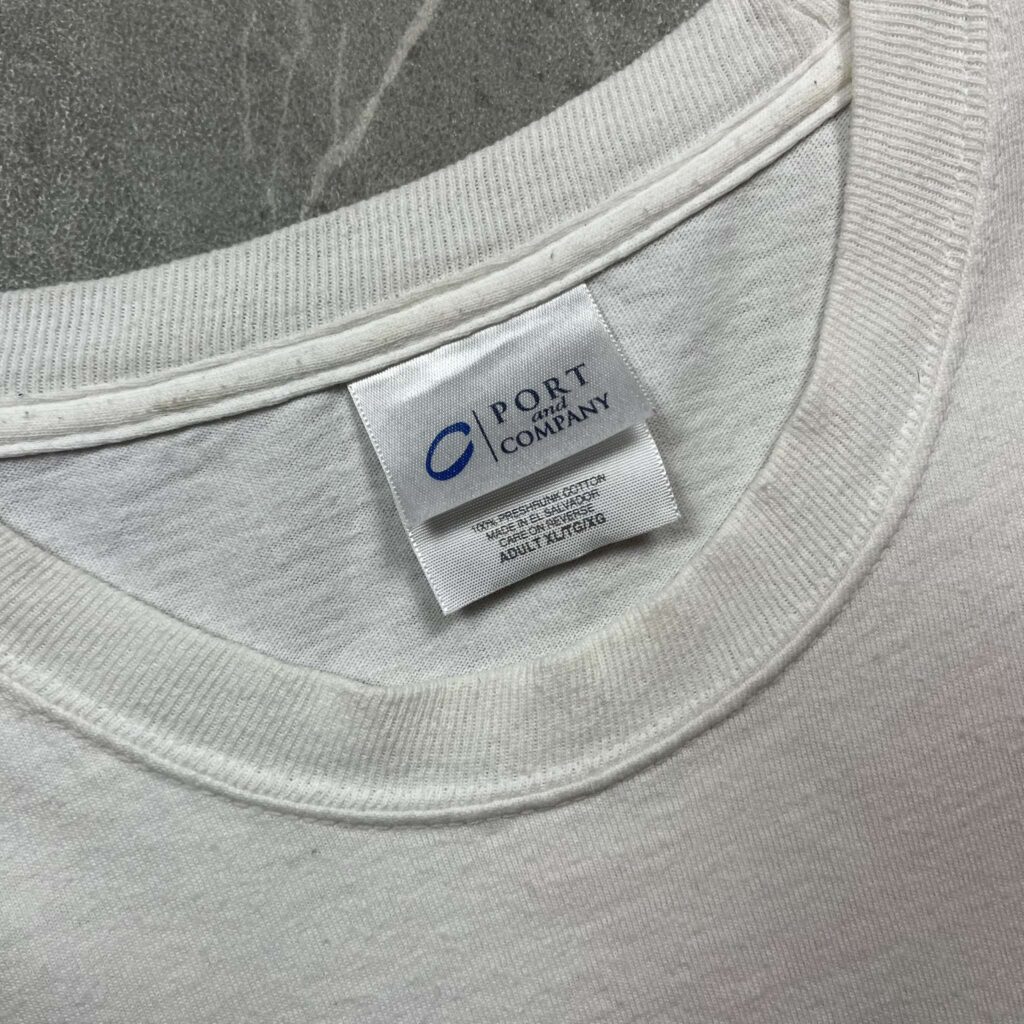 PORT
and
COMPANY
100% PRESHRUNK COTTON
MADE IN EL SALVADOR
CARE ON REVERSE
ADULT XL/TG/XG